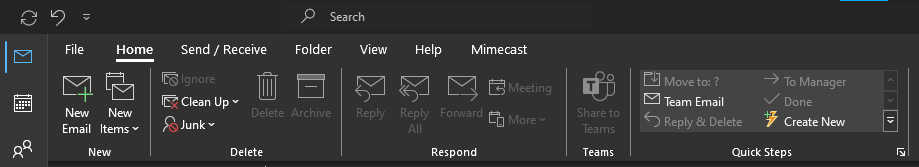 Search
File Home Send / Receive Folder View Help Mimecast
New Email
New Items
New
Ignore
Clean Up
Junk
Delete
Archive
Delete
Reply
Reply All
Forward
Meeting
More
Respond
Share to Teams
Teams
Move to: ?
Team Email
Reply & Delete
To Manager
Done
Create New
Quick Steps